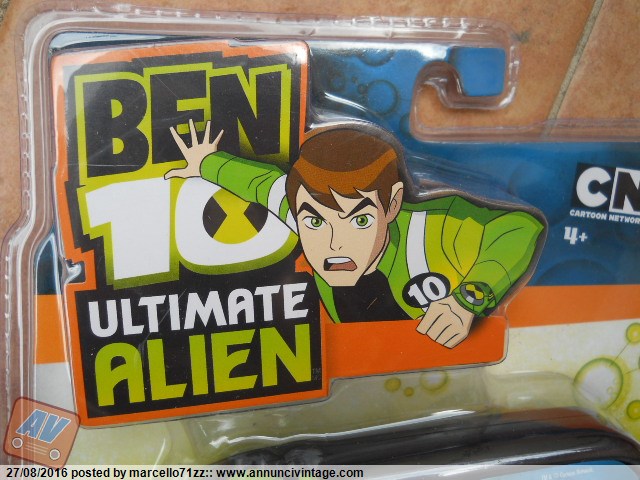 BEN
10
ULTIMATE
ALIEN
TM
10
CN
CARTOON NETWORK
4+
AV
27/08/2016 posted by marcello71zz:: www.annuncivintage.com